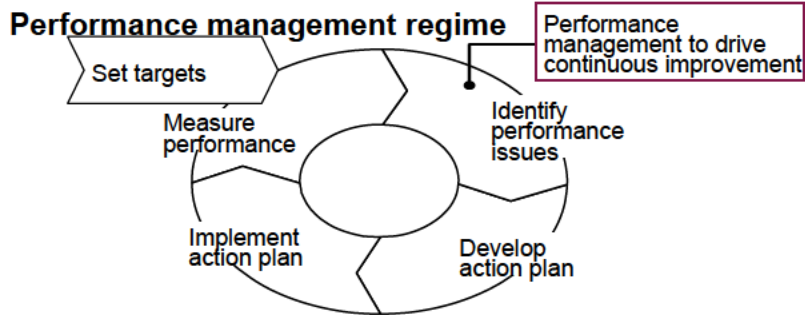 Performance management regime
Performance
management to drive
continuous improvement
Set targets
Measure
performance
Identify
performance
issues
Implement
action plan
Develop
action plan